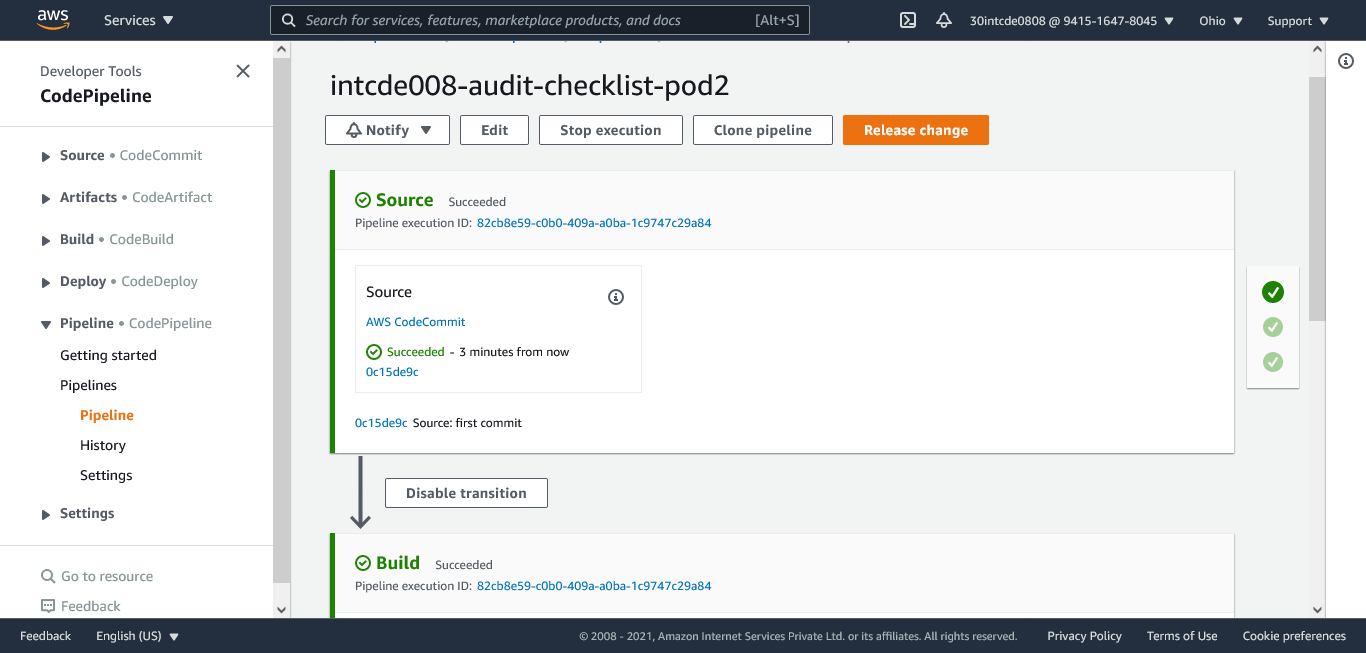 aws
Services
Search for services, features, marketplace products, and docs
[Alt+S]
30intcde0808 @ 9415-1647-8045
Ohio
Support
Developer Tools
CodePipeline
Source • CodeCommit
Artifacts • CodeArtifact
Build • CodeBuild
Deploy • CodeDeploy
Pipeline • CodePipeline
Getting started
Pipelines
Pipeline
History
Settings
Settings
Go to resource
Feedback
intcde008-audit-checklist-pod2
Notify
Edit
Stop execution
Clone pipeline
Release change
Source Succeeded
Pipeline execution ID: 82cb8e59-c0b0-409a-a0ba-1c9747c29a84
Source
AWS CodeCommit
Succeeded - 3 minutes from now
0c15de9c
0c15de9c Source: first commit
Disable transition
Build Succeeded
Pipeline execution ID: 82cb8e59-c0b0-409a-a0ba-1c9747c29a84
Feedback
English (US)
© 2008 - 2021, Amazon Internet Services Private Ltd. or its affiliates. All rights reserved.
Privacy Policy
Terms of Use
Cookie preferences